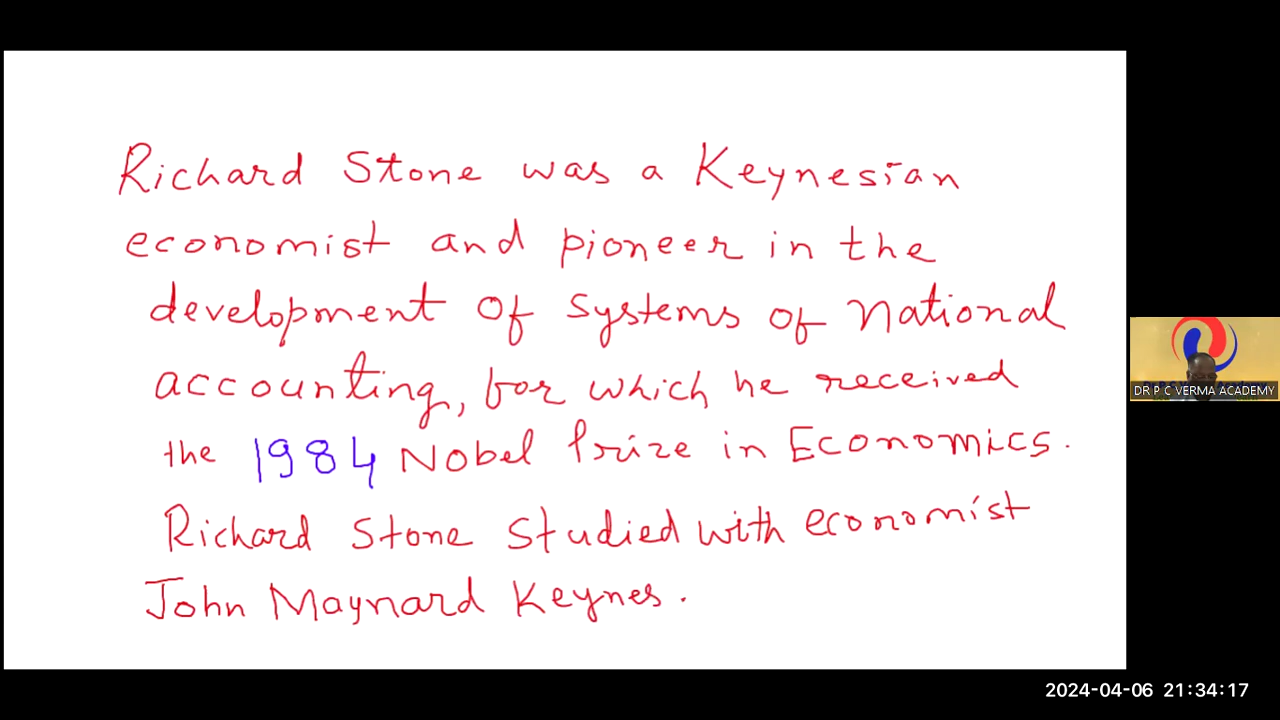 Richard Stone was a Keynesian
economist and pioneer in the
development of systems of national
accounting, for which he received
the 1984 Nobel Prize in Economics.
Richard Stone studied with economist
John Maynard Keynes.
DR P C VERMA ACADEMY
2024-04-06 21:34:17